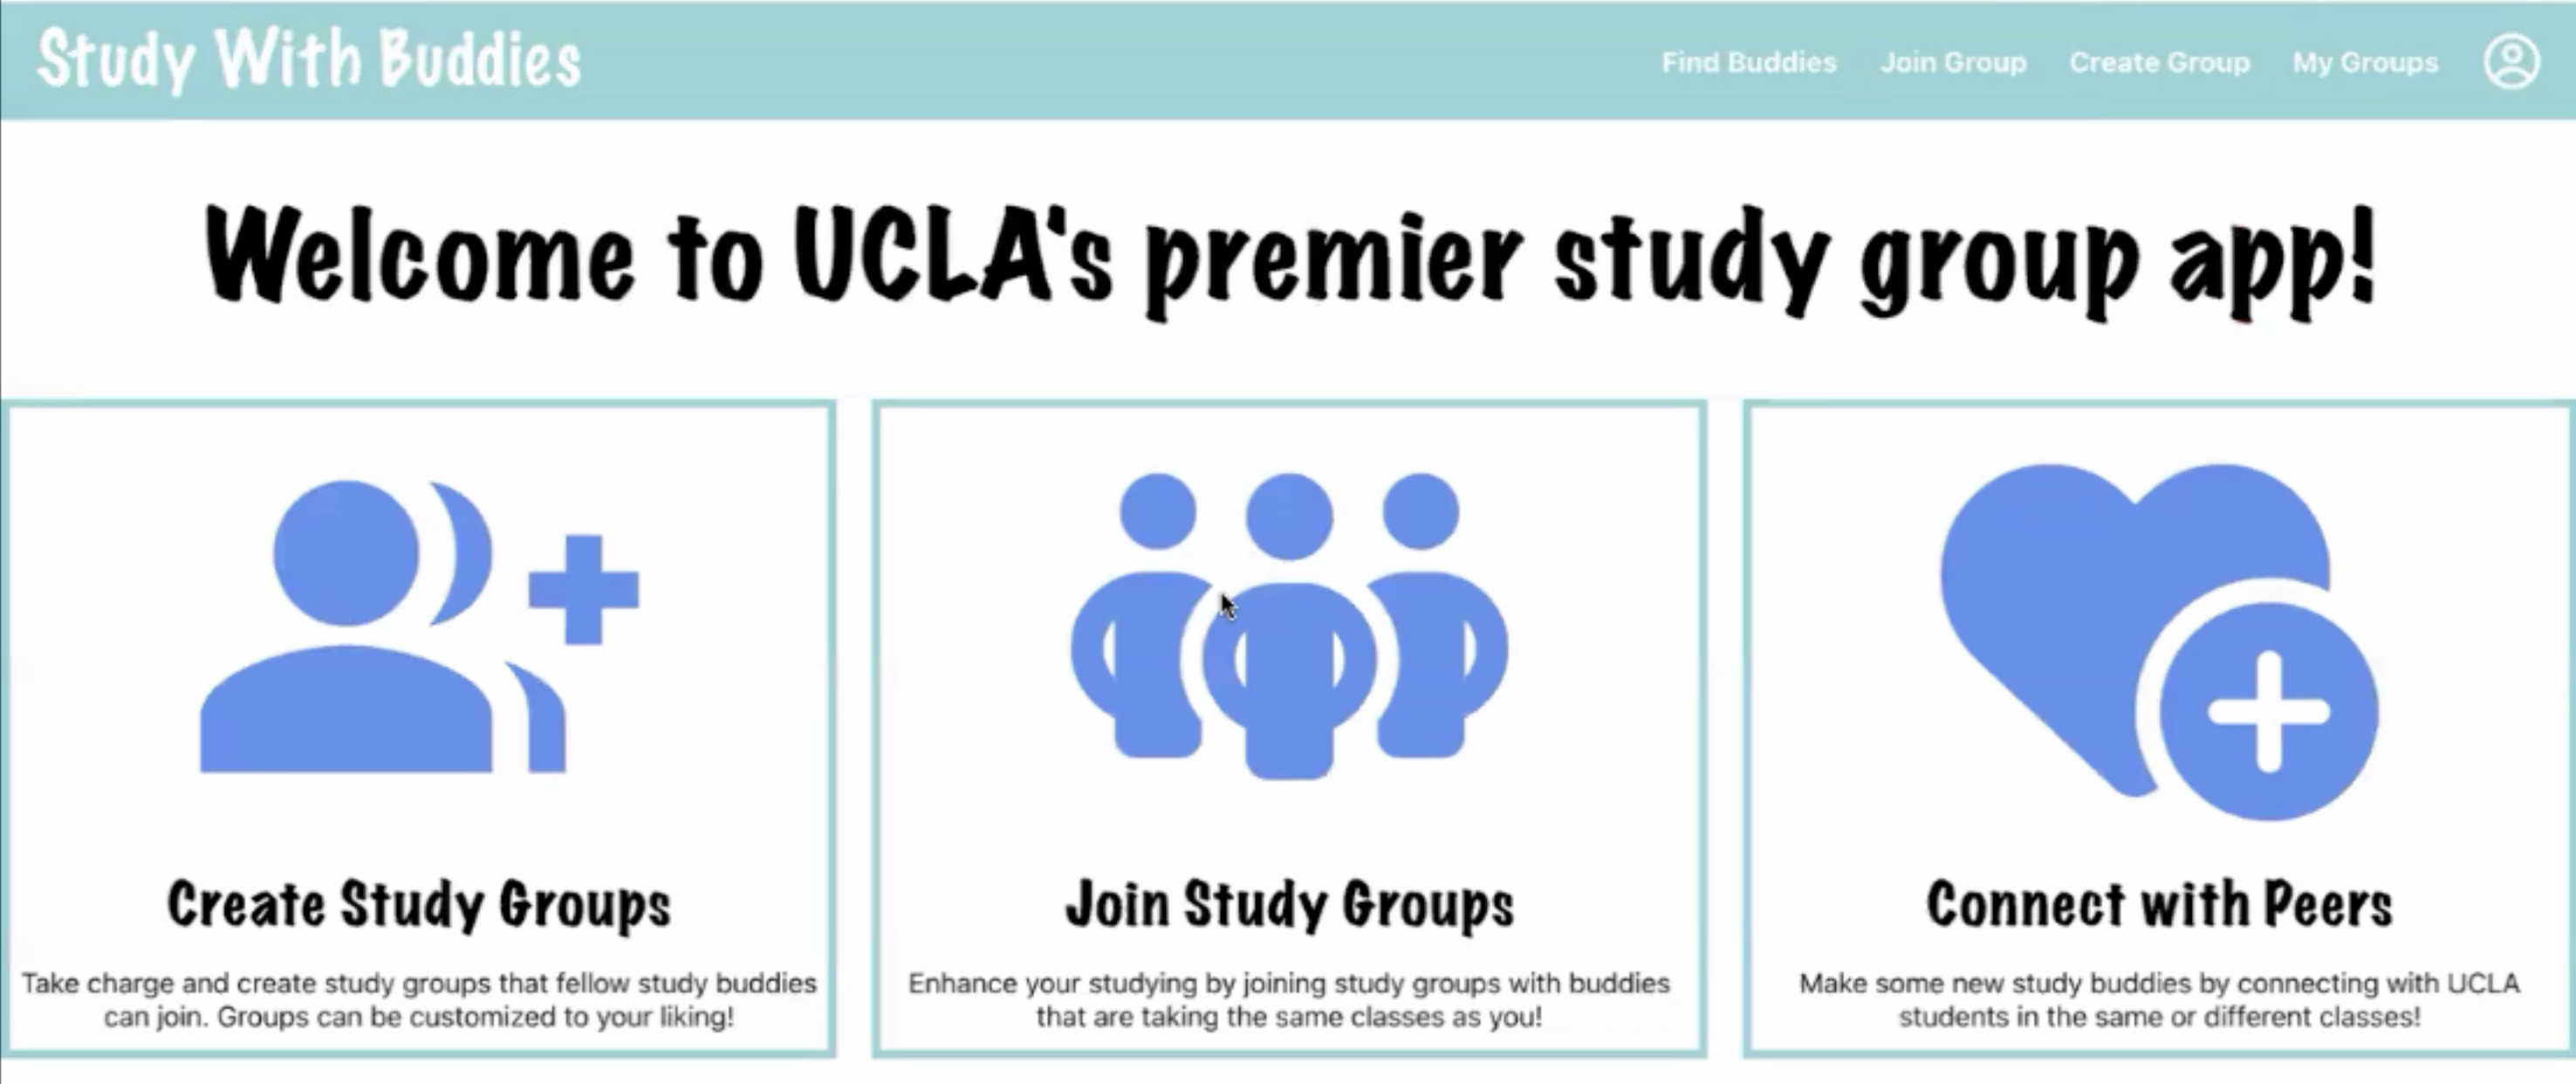 Study With Buddies
Find Buddies
Join Group
Create Group
My Groups
Welcome to UCLA's premier study group app!
Create Study Groups
Take charge and create study groups that fellow study buddies
can join. Groups can be customized to your liking!
Join Study Groups
Enhance your studying by joining study groups with buddies
that are taking the same classes as you!
Connect with Peers
Make some new study buddies by connecting with UCLA
students in the same or different classes!